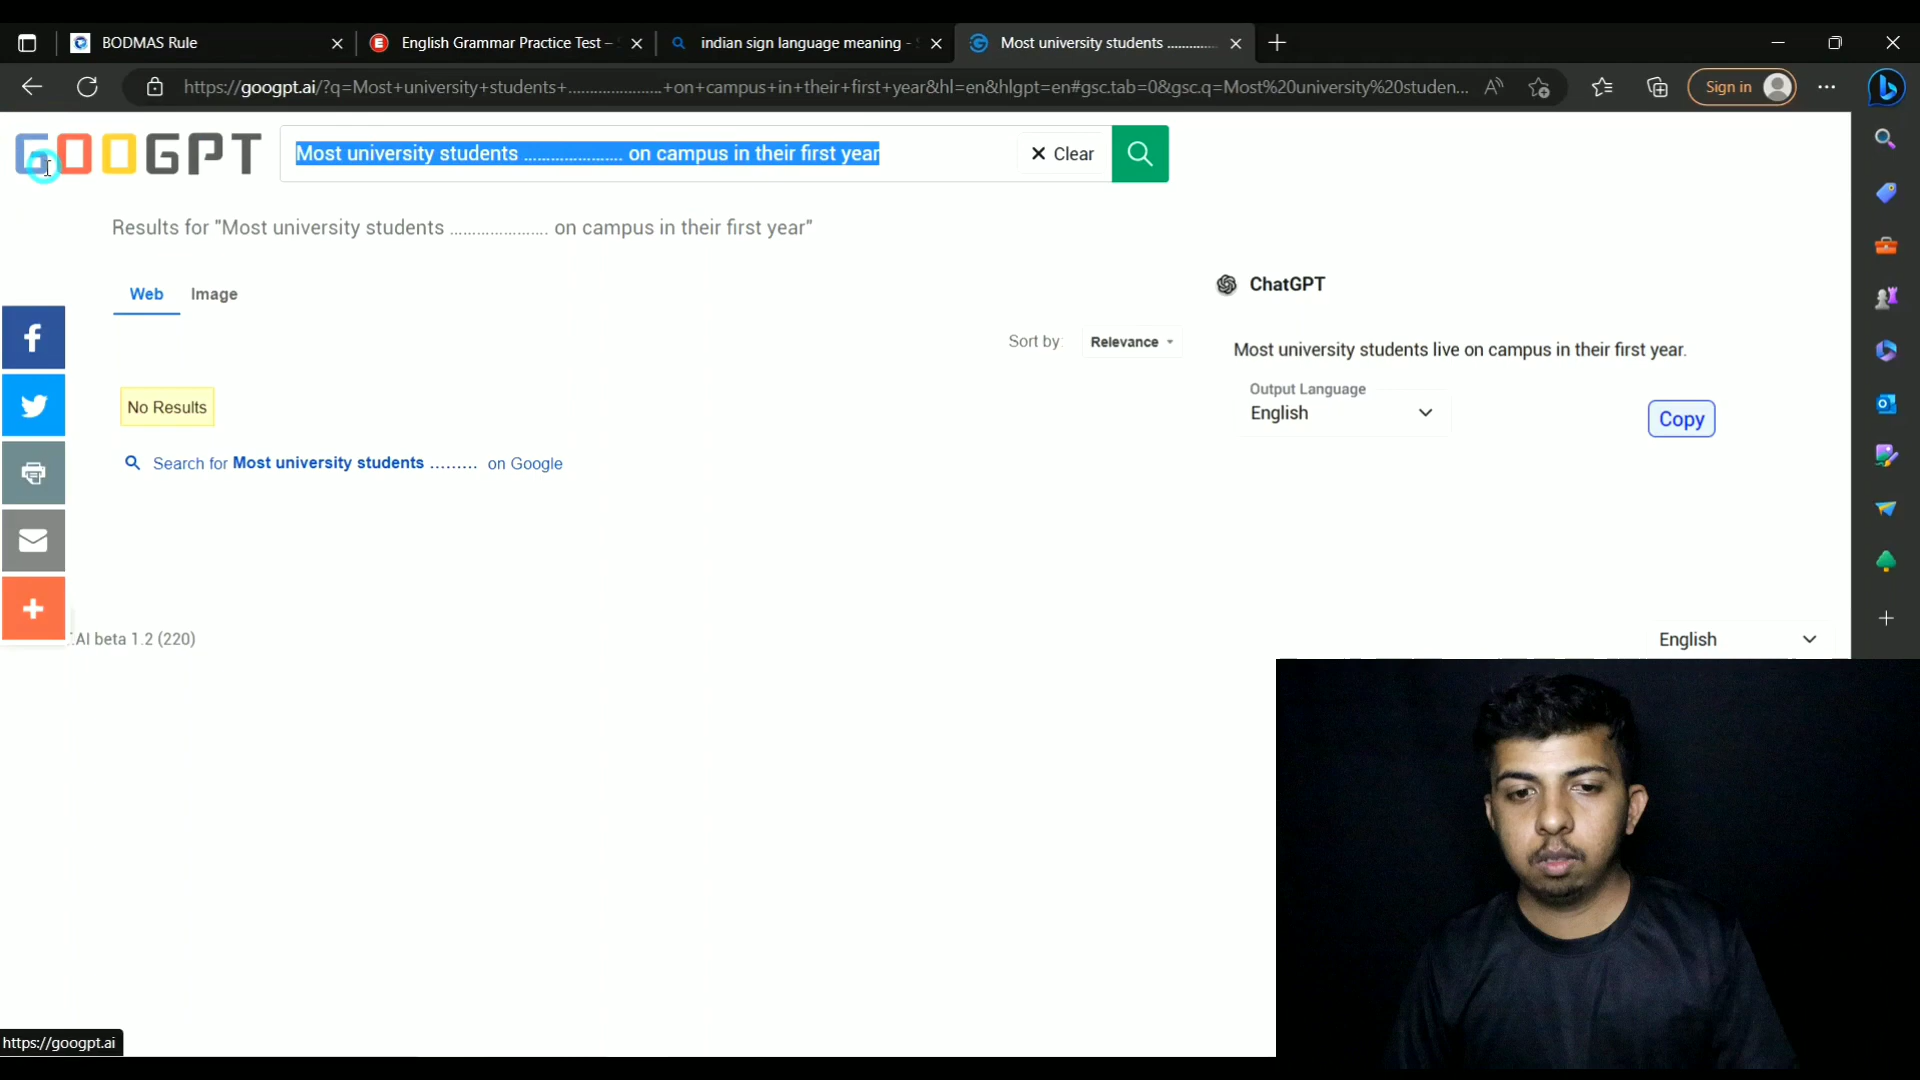 BODMAS Rule
English Grammar Practice Test –
indian sign language meaning -
Most university students ............
https://googpt.ai/?q=Most+university+students+......................+on+campus+in+their+first+year&hl=en&hlgpt=en#gsc.tab=0&gsc.q=Most%20university%20studen...
Sign in
GOOGPT
Most university students ...................... on campus in their first year
Clear
Results for "Most university students ...................... on campus in their first year"
Web
Image
ChatGPT
Sort by:
Relevance
Most university students live on campus in their first year.
Output Language
English
Copy
No Results
Search for Most university students ......... on Google
.AI beta 1.2 (220)
English
https://googpt.ai